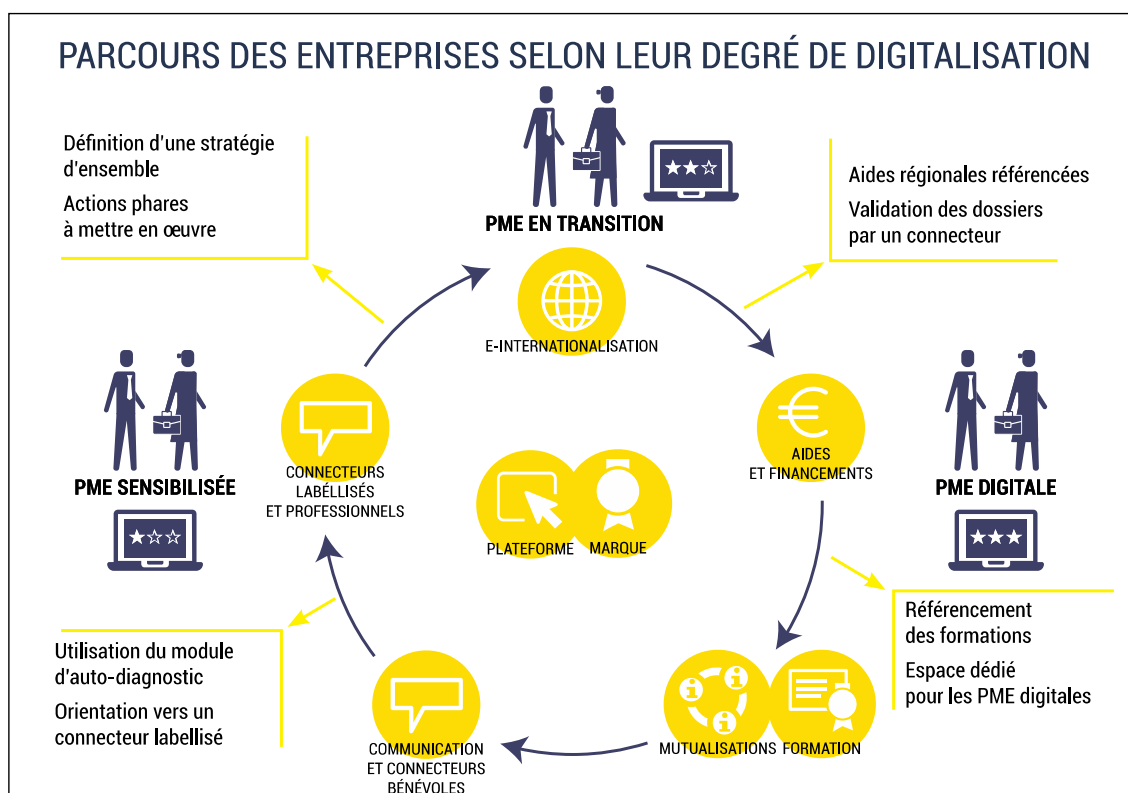 PARCOURS DES ENTREPRISES SELON LEUR DEGRÉ DE DIGITALISATION
Définition d'une stratégie
d'ensemble
Actions phares
à mettre en œuvre
PME EN TRANSITION
Aides régionales référencées
Validation des dossiers
par un connecteur
E-INTERNATIONALISATION
PME SENSIBILISÉE
CONNECTEURS
LABÉLLISÉS
ET PROFESSIONNELS
PLATEFORME
MARQUE
AIDES
ET FINANCEMENTS
PME DIGITALE
Utilisation du module
d'auto-diagnostic
Orientation vers un
connecteur labellisé
COMMUNICATION
ET CONNECTEURS
BÉNÉVOLES
MUTUALISATIONS
FORMATION
Référencement
des formations
Espace dédié
pour les PME digitales